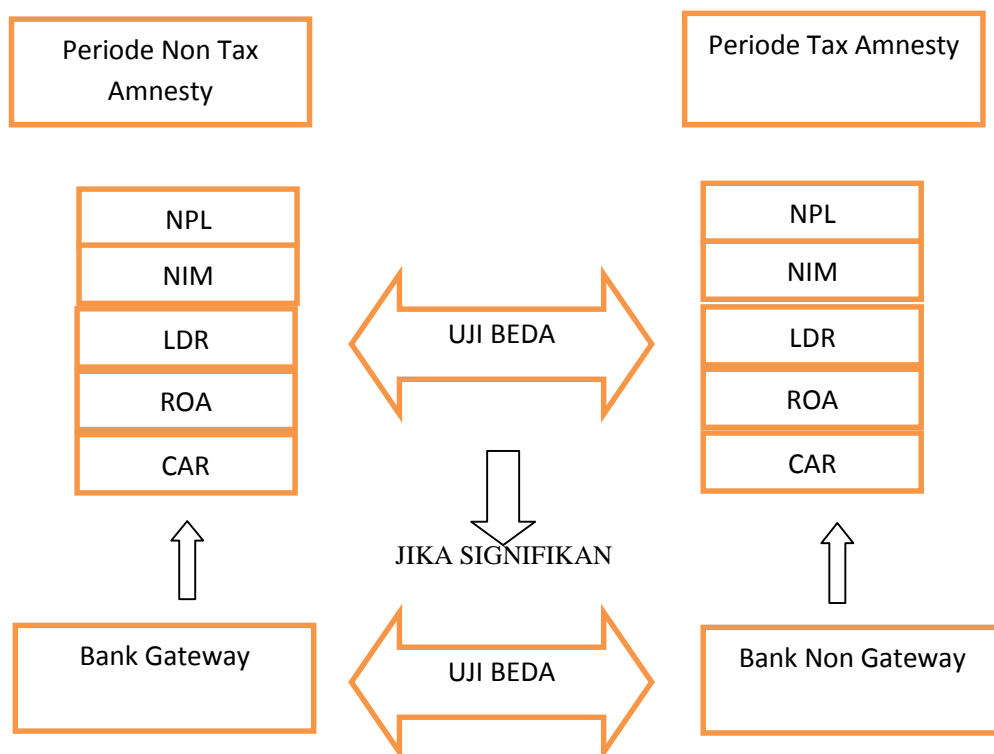 Periode Non Tax
Amnesty
Periode Tax Amnesty
NPL
NIM
LDR
ROA
CAR
UJI BEDA
NPL
NIM
LDR
ROA
CAR
JIKA SIGNIFIKAN
Bank Gateway
UJI BEDA
Bank Non Gateway